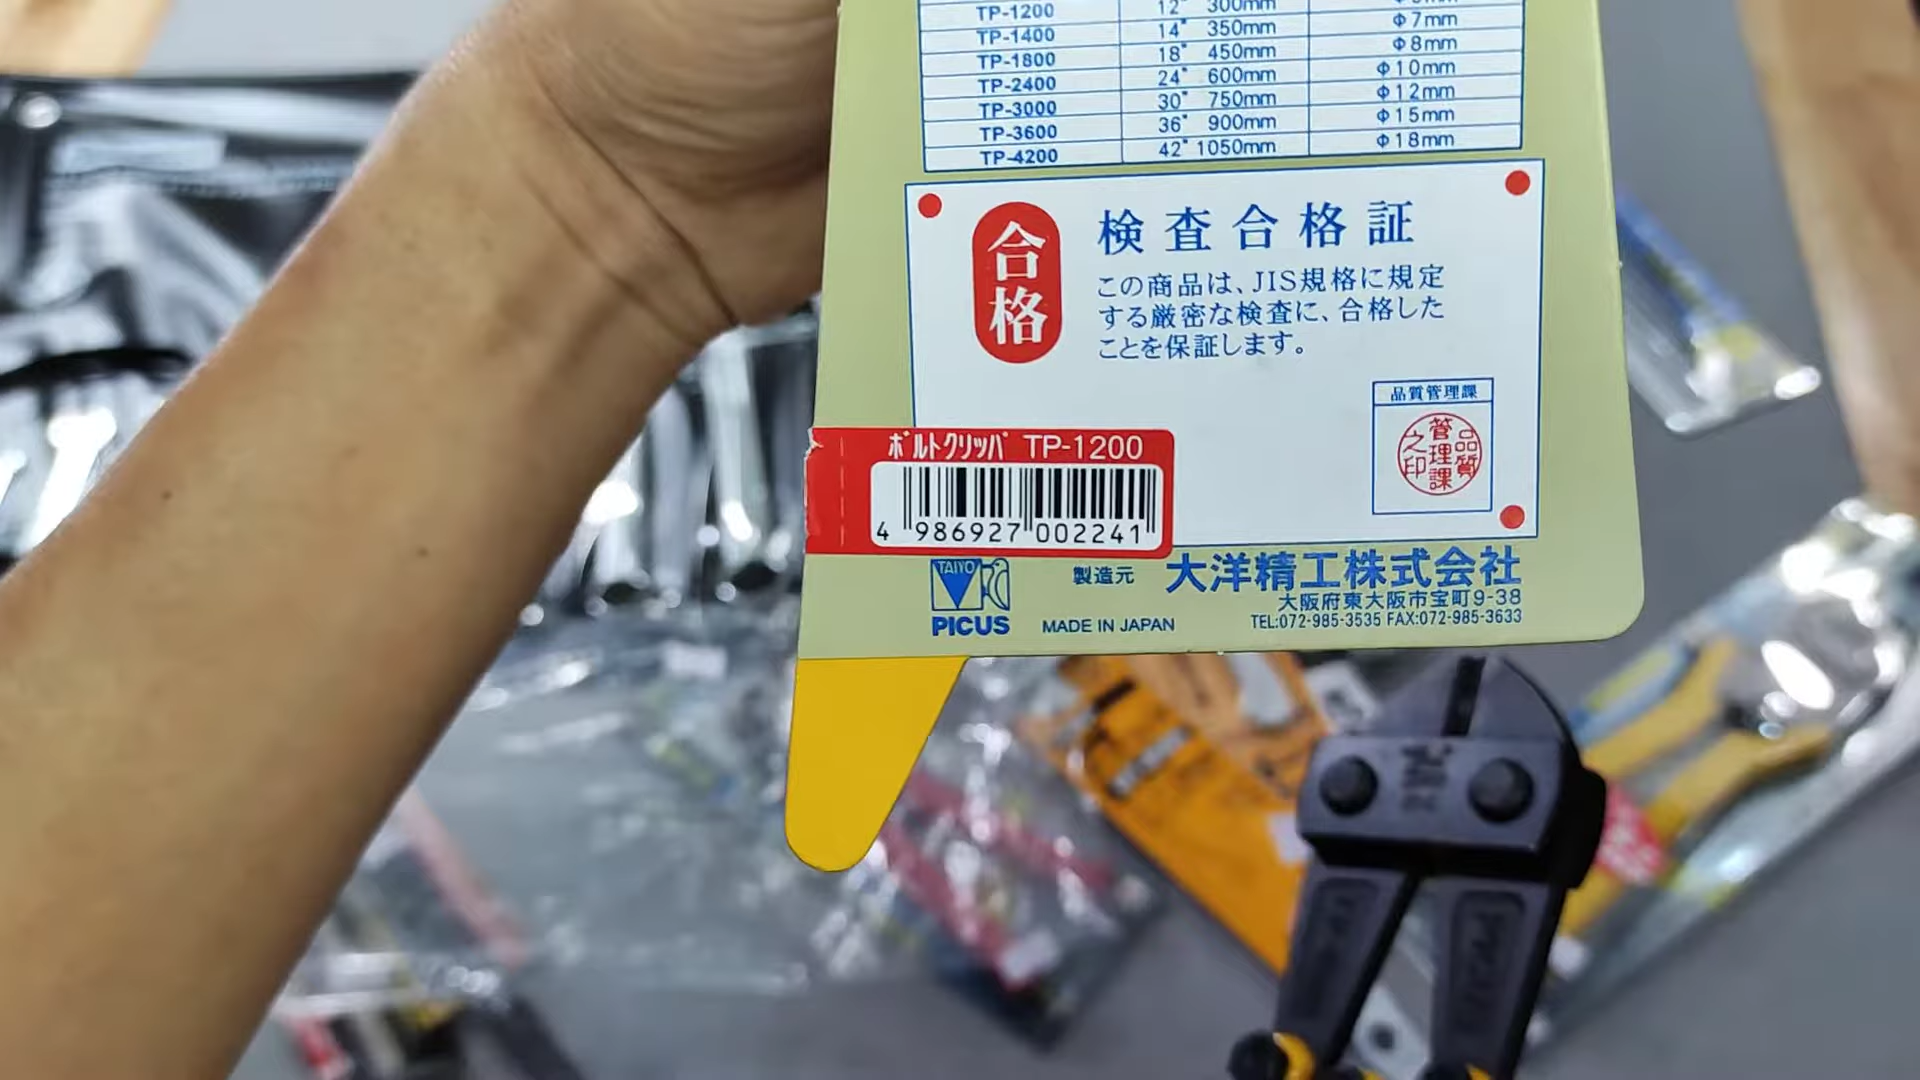 TP-1200 12" 300mm
TP-1400 14" 350mm Φ7mm
TP-1800 18" 450mm Φ8mm
TP-2400 24" 600mm Φ10mm
TP-3000 30" 750mm Φ12mm
TP-3600 36" 900mm Φ15mm
TP-4200 42" 1050mm Φ18mm
合格
検査合格証
この商品は、JIS規格に規定
する厳密な検査に、合格した
ことを保証します。
品質管理課
品質管理課之印
ボルトクリッパ TP-1200
4 986927 002241
TAIYO
PICUS
MADE IN JAPAN
製造元 大洋精工株式会社
大阪府東大阪市宝町9-38
TEL:072-985-3535 FAX:072-985-3633